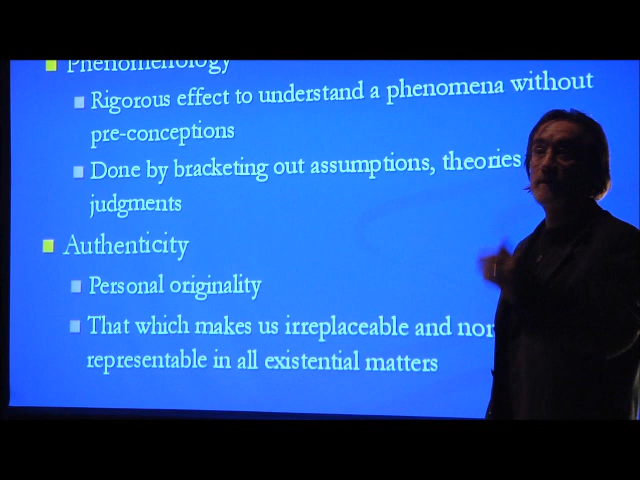 Phenomenology
Rigorous effect to understand a phenomena without
pre-conceptions
Done by bracketing out assumptions, theories
judgments
Authenticity
Personal originality
That which makes us irreplaceable and non
representable in all existential matters